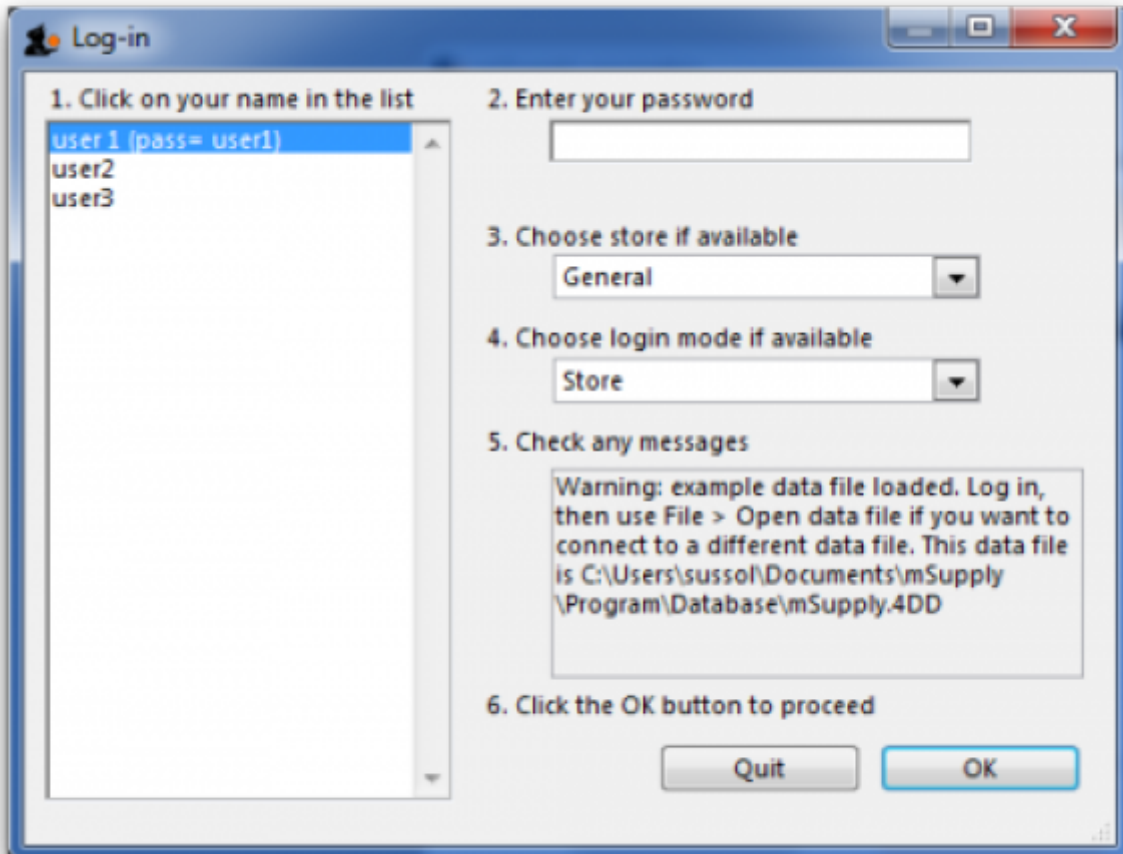 Log-in
1. Click on your name in the list
user 1 (pass= user1)
user2
user3
2. Enter your password
3. Choose store if available
General
4. Choose login mode if available
Store
5. Check any messages
Warning: example data file loaded. Log in,
then use File > Open data file if you want to
connect to a different data file. This data file
is C:\Users\sussol\Documents\mSupply
\Program\Database\mSupply.4DD
6. Click the OK button to proceed
Quit
OK